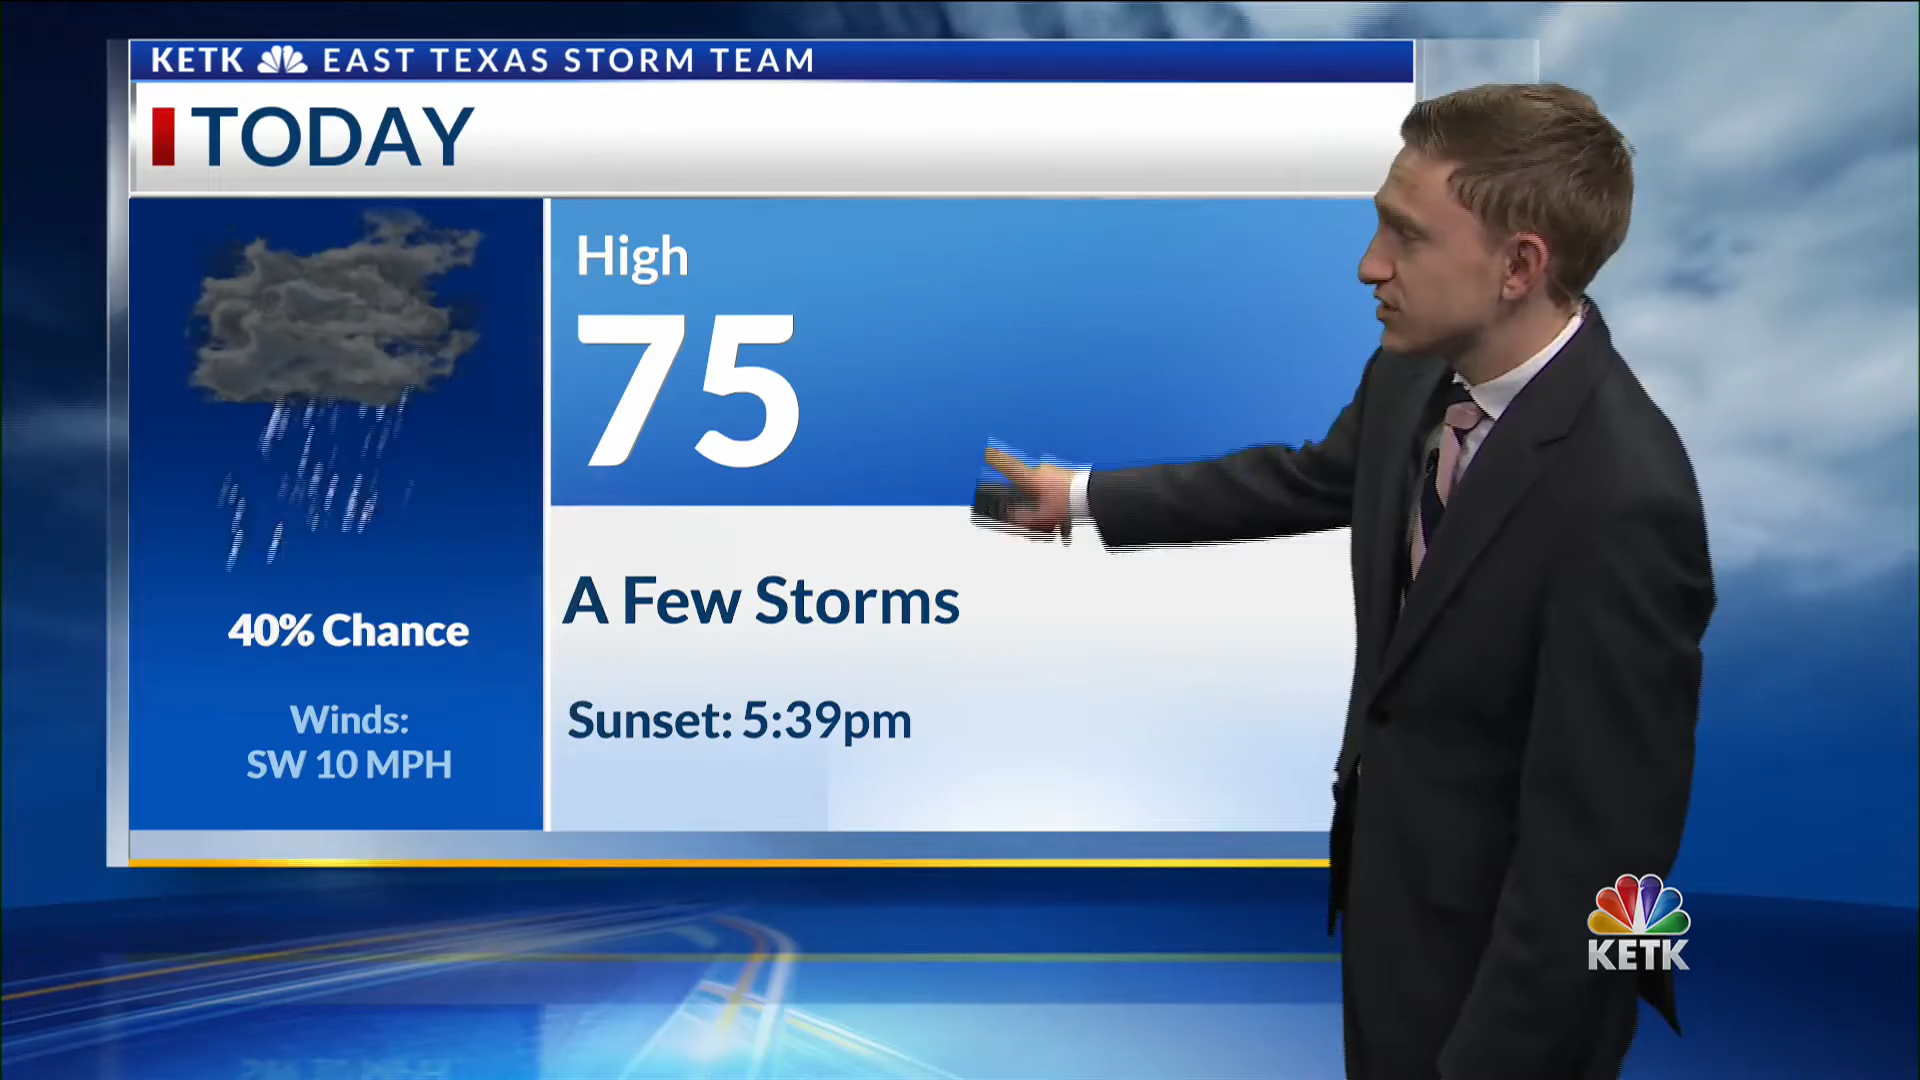 KETK EAST TEXAS STORM TEAM
TODAY
High
75
40% Chance
A Few Storms
Winds:
SW 10 MPH
Sunset: 5:39pm
KETK